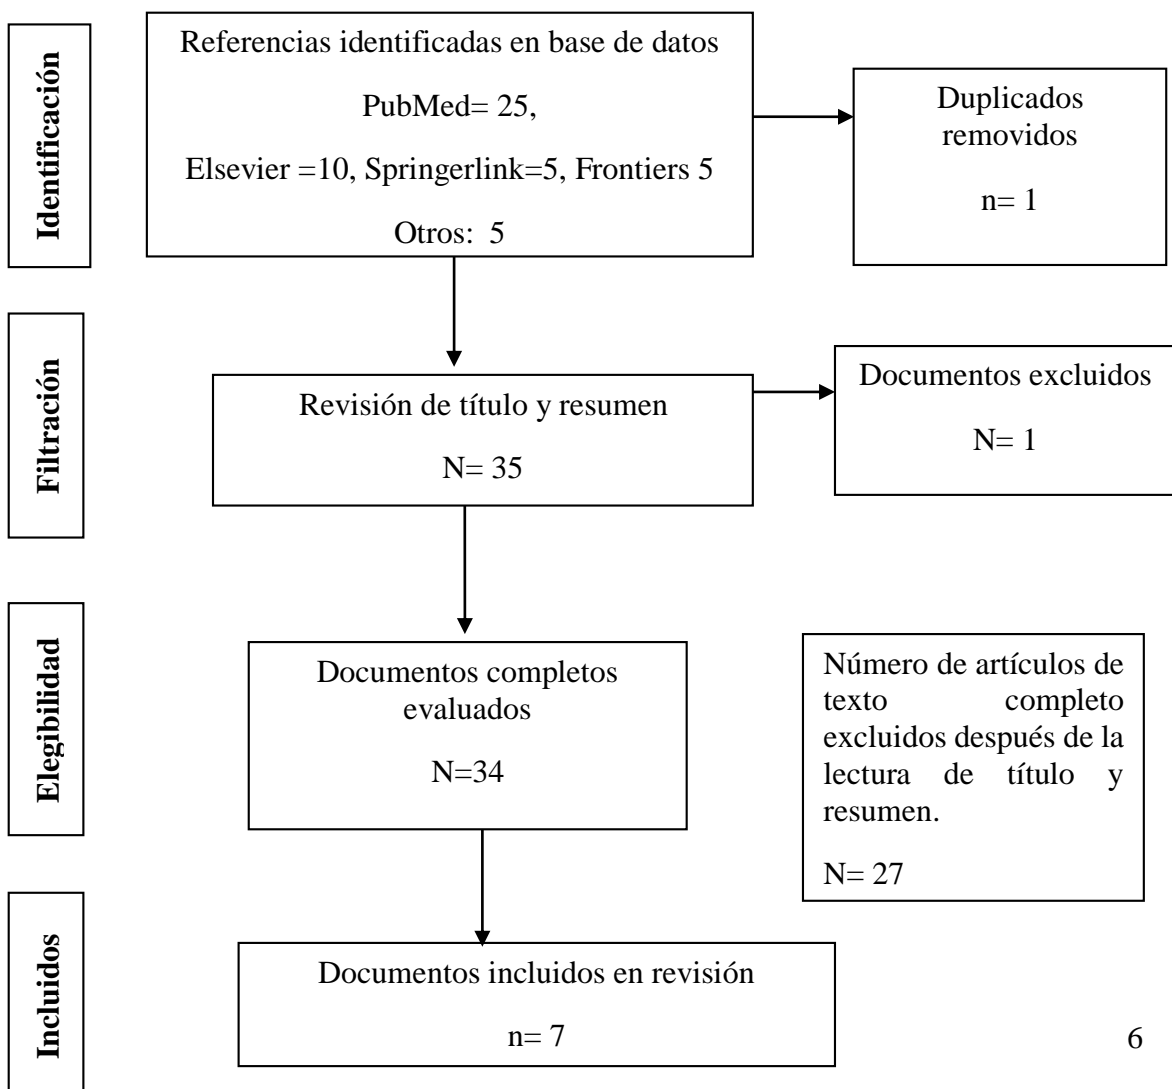 Identificación
Referencias identificadas en base de datos
PubMed= 25,
Elsevier =10, Springerlink=5, Frontiers 5
Otros:  5
Duplicados
removidos
n= 1
Filtración
Revisión de título y resumen
N= 35
Documentos excluidos
N= 1
Elegibilidad
Documentos completos
evaluados
N=34
Número de artículos de
texto completo
excluidos después de la
lectura de título y
resumen.
N= 27
Incluidos
Documentos incluidos en revisión
n= 7
6